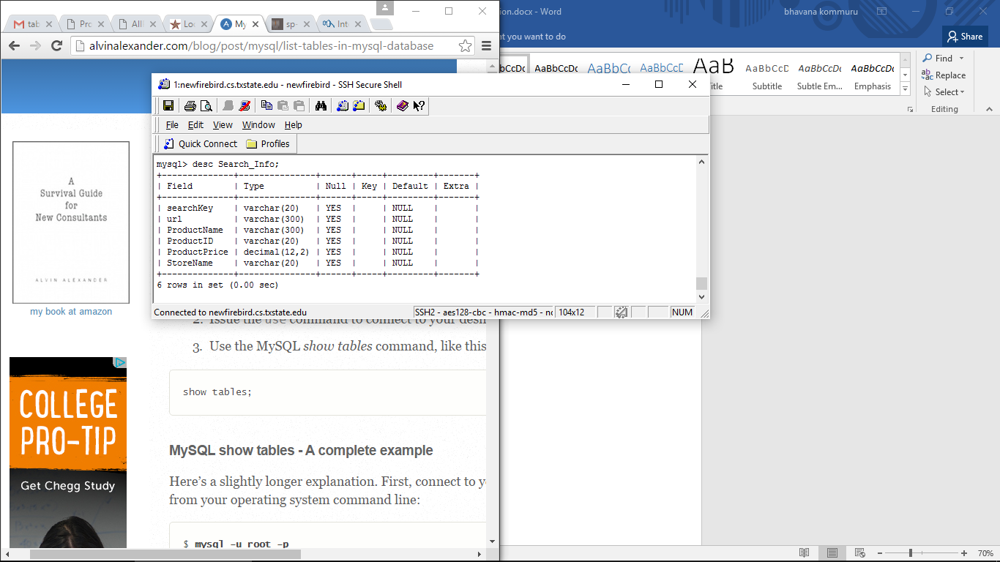 ion.docx - Word
bhavana kommuru
tab
Pro
All
Loc
My
sp-
Int
at you want to do
Share
alvinalexander.com/blog/post/mysql/list-tables-in-mysql-database
AaBbCcDc
AaBbC(
AaBbCcD
AaB
AaBbCcD
AaBbCcDı
AaBbCcDı
Find
Replace
Select
Subtitle
Subtle Em...
Emphasis
Editing
1:newfirebird.cs.txstate.edu - newfirebird - SSH Secure Shell
File Edit View Window Help
Quick Connect Profiles
mysql> desc Search_Info;
+--------------+---------------+------+-----+---------+-------+
| Field | Type | Null | Key | Default | Extra |
+--------------+---------------+------+-----+---------+-------+
| searchKey | varchar(20) | YES | | NULL | |
| url | varchar(300) | YES | | NULL | |
| ProductName | varchar(300) | YES | | NULL | |
| ProductID | varchar(20) | YES | | NULL | |
| ProductPrice | decimal(12,2) | YES | | NULL | |
| StoreName | varchar(20) | YES | | NULL | |
+--------------+---------------+------+-----+---------+-------+
6 rows in set (0.00 sec)
Connected to newfirebird.cs.txstate.edu
SSH2 - aes128-cbc - hmac-md5 - nc
104x12
NUM
A
Survival Guide
for
New Consultants
ALVIN ALEXANDER
my book at amazon
2. Issue the use command to connect to your desi
3. Use the MySQL show tables command, like this
show tables;
MySQL show tables - A complete example
Here's a slightly longer explanation. First, connect to y
from your operating system command line:
$ mysql -u root -p
COLLEGE
PRO-TIP
Get Chegg Study
70%